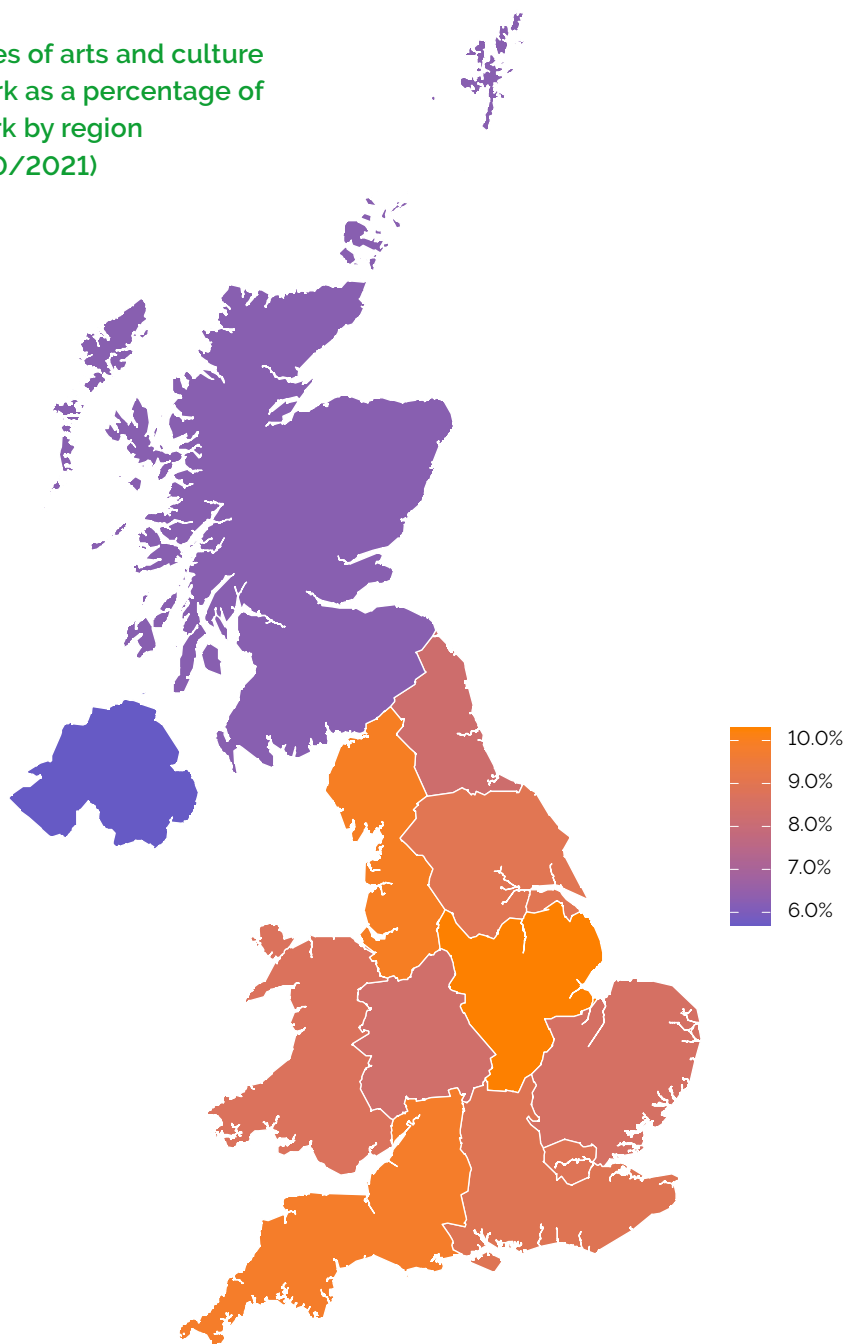 es of arts and culture
rk as a percentage of
rk by region
0/2021)
10.0%
9.0%
8.0%
7.0%
6.0%